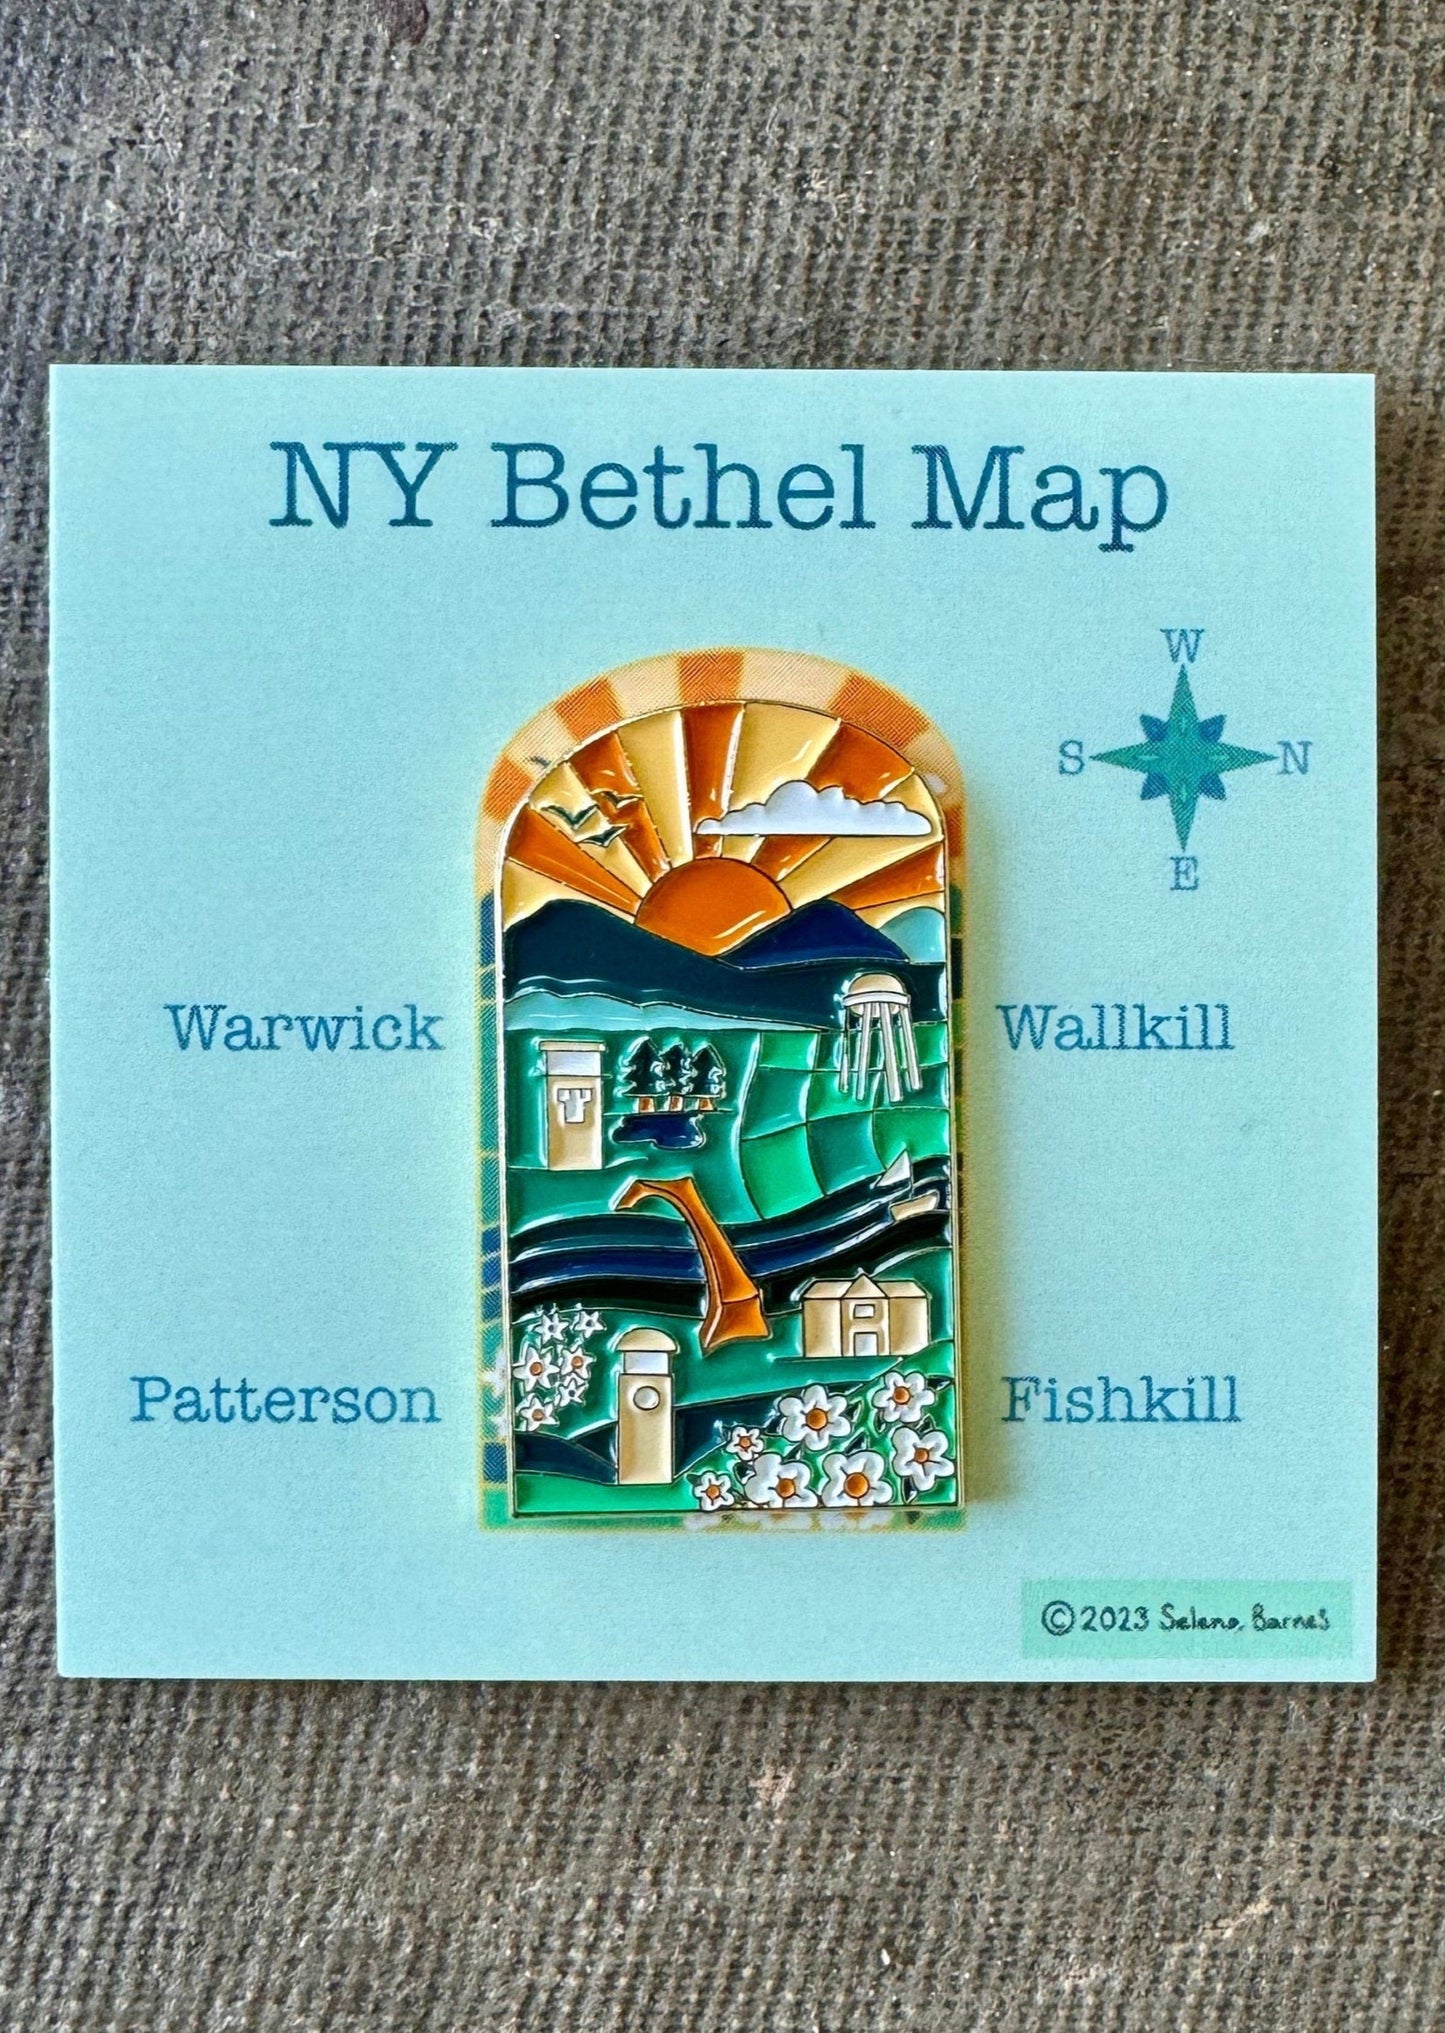 NY Bethel Map
W
S N
E
Warwick Wallkill
Patterson Fishkill
©2023 Selena Barnes